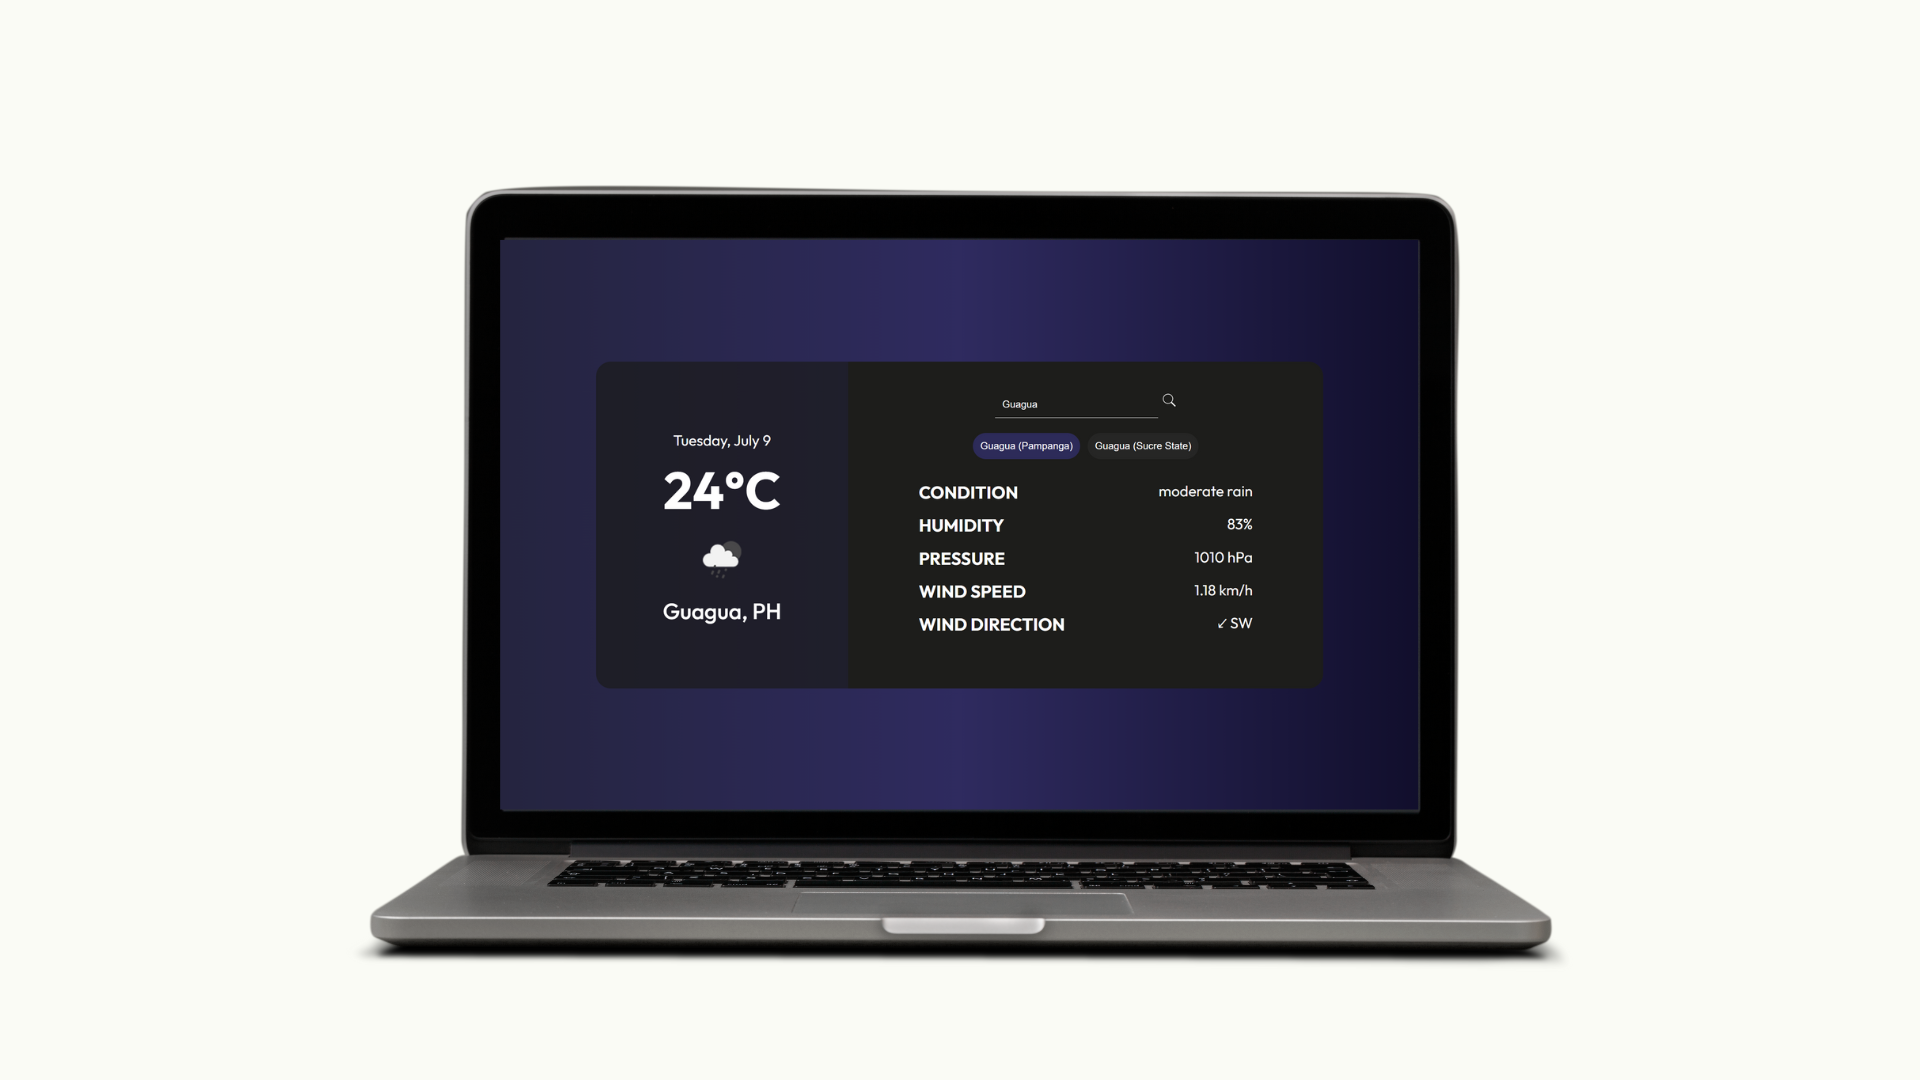 Tuesday, July 9
24°C
Guagua, PH
Guagua
Guagua (Pampanga) Guagua (Sucre State)
CONDITION moderate rain
HUMIDITY 83%
PRESSURE 1010 hPa
WIND SPEED 1.18 km/h
WIND DIRECTION ↙ SW